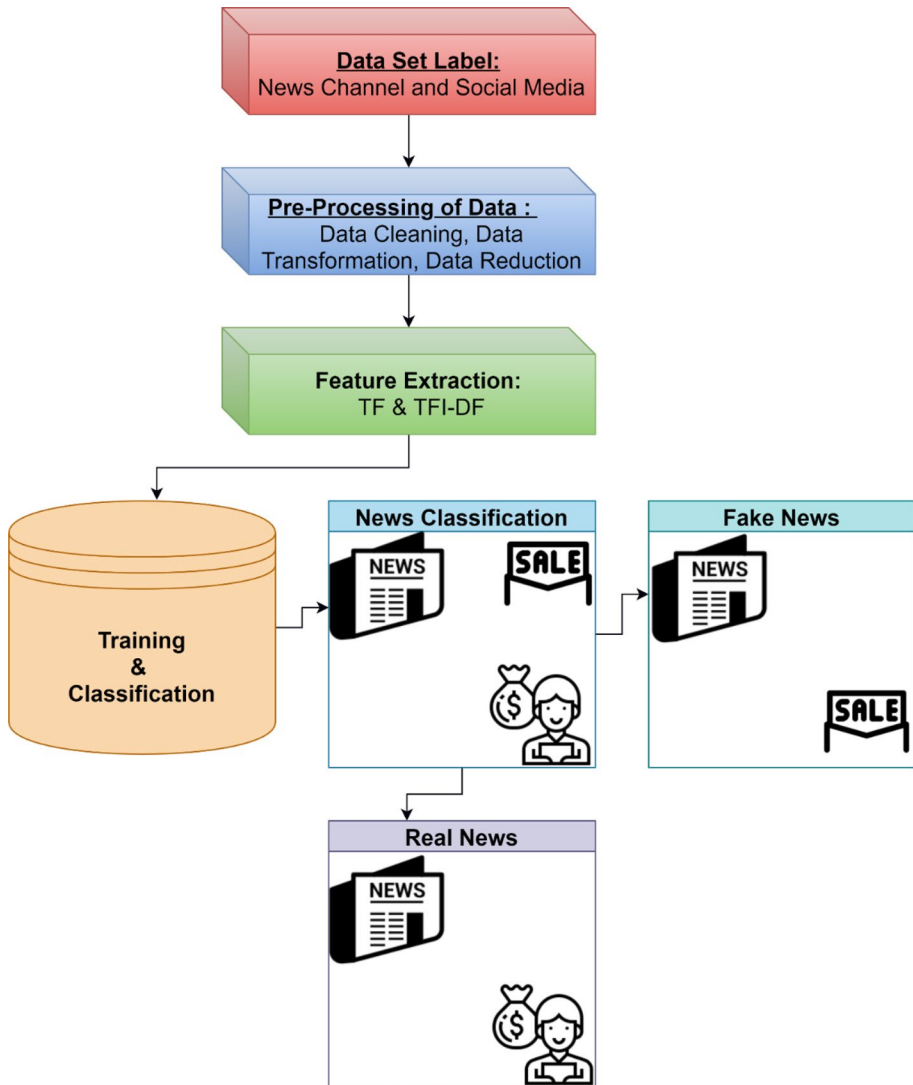 Data Set Label:
News Channel and Social Media
Pre-Processing of Data :
Data Cleaning, Data
Transformation, Data Reduction
Feature Extraction:
TF & TFI-DF
Training
&
Classification
News Classification
NEWS
SALE
$
Fake News
NEWS
SALE
Real News
NEWS
$